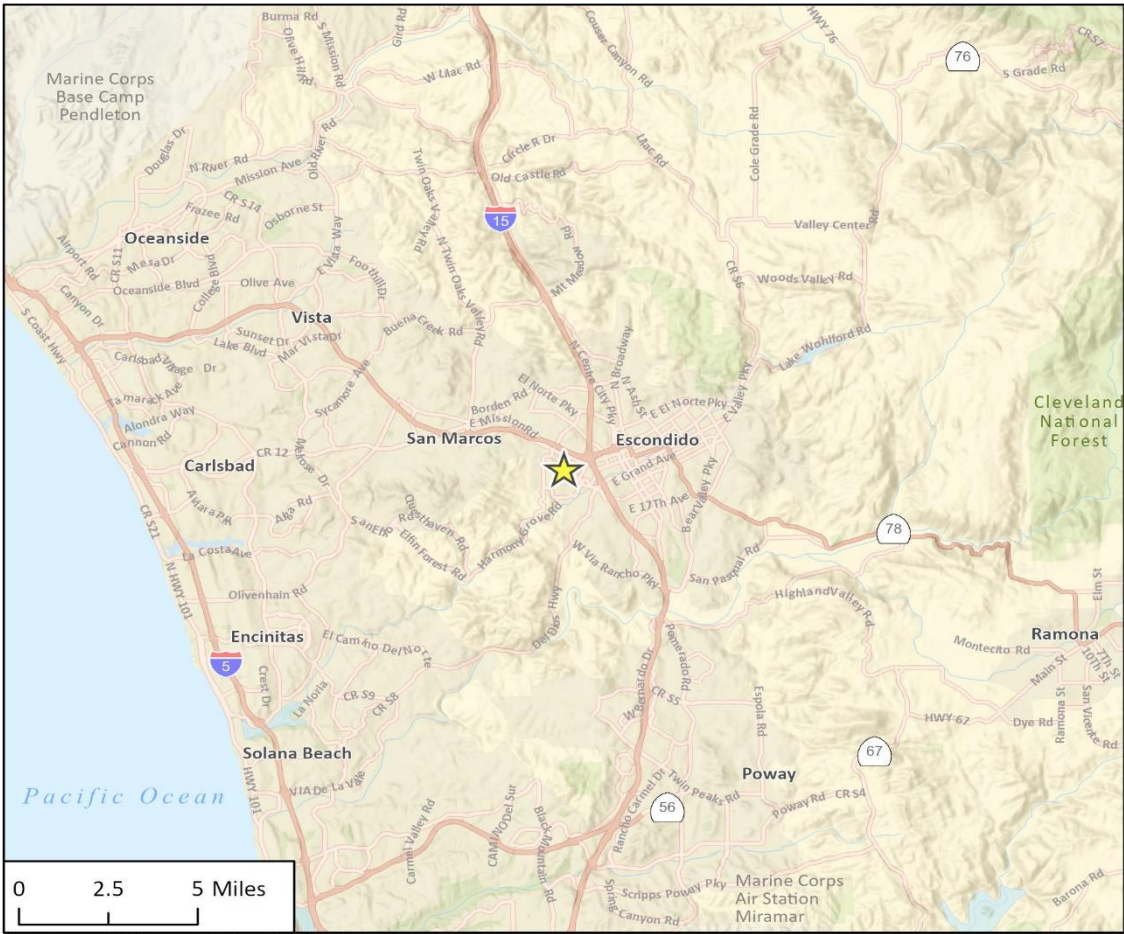 Burma Rd
Olive Hill Rd
S Mission Rd
Gird Rd
Couser Canyon Rd
HWY 76
76
CR S7
S Grade Rd
Marine Corps
Base Camp
Pendleton
W Lilac Rd
Douglas Dr
N River Rd
Mission Ave
Old River Rd
Circle R Dr
Lilac Rd
Cole Grade Rd
Old Castle Rd
Twin Oaks Valley Rd
CR S14
Frazee Rd
Osborne St
15
Valley Center Rd
Oceanside
Airport Rd
CR S11
Mesa Dr
College Blvd
E Vista Way
Foothill Dr
N Twin Oaks Valley Rd
Mt Meadow Rd
CR S6
Woods Valley Rd
Oceanside Blvd
Olive Ave
Canyon Dr
S Coast Hwy
Vista
Buena Creek Rd
Sunset Dr
Lake Blvd
Mar Vista Dr
N Centre City Pky
N Broadway
Lake Wohlford Rd
Carlsbad Village Dr
Tamarack Ave
Sycamore Ave
El Norte Pky
N Ash St
E Valley Pky
Alondra Way
Borden Rd
E El Norte Pky
Cleveland
National
Forest
Cannon Rd
E Mission Rd
San Marcos
Escondido
CR 12
Melrose Dr
Carlsbad
E Grand Ave
Bear Valley Pky
Aviara Pk
Alga Rd
E 17Th Ave
CR S21
San Elijo Rd
Questhaven Rd
Elfin Forest Rd
Harmony Grove Rd
78
La Costa Ave
W Via Rancho Pky
San Pasqual Rd
N HWY 101
Olivenhain Rd
Del Dios Hwy
Highland Valley Rd
Elm St
Encinitas
El Camino Del Norte
Pomerado Rd
Ramona
5
Montecito Rd
7Th St
10Th St
Main St
Crest Dr
La Noria
CR S9
CR S8
W Bernardo Dr
CR S5
Espola Rd
HWY 67
Dye Rd
Ramona St
San Vicente Rd
Solana Beach
67
HWY 101
VIA De La Valle
Poway
Pacific Ocean
Twin Peaks Rd
Poway Rd
CR S4
Rancho Carmel Dr
56
Carmel Valley Rd
CAMINO Del Sur
Black Mountain Rd
Scripps Poway Pky
Spring Canyon Rd
Marine Corps
Air Station
Miramar
Barona Rd
0 2.5 5 Miles